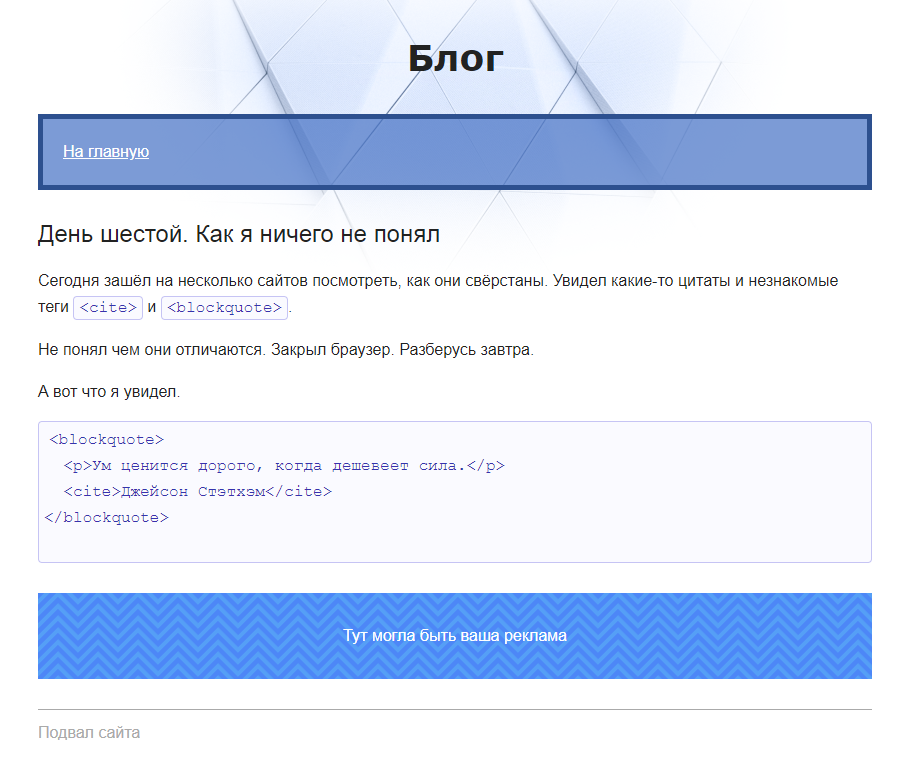 Блог
На главную
День шестой. Как я ничего не понял
Сегодня зашёл на несколько сайтов посмотреть, как они свёрстаны. Увидел какие-то цитаты и незнакомые
теги <cite> и <blockquote>.
Не понял чем они отличаются. Закрыл браузер. Разберусь завтра.
А вот что я увидел.
<blockquote>
<p>Ум ценится дорого, когда дешевеет сила.</p>
<cite>Джейсон Стэтхэм</cite>
</blockquote>
Тут могла быть ваша реклама
Подвал сайта